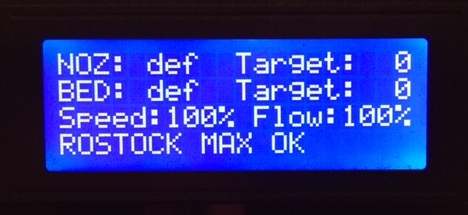 NOZ: def Target: 0
BED: def Target: 0
Speed:100% Flow:100%
ROSTOCK MAX OK